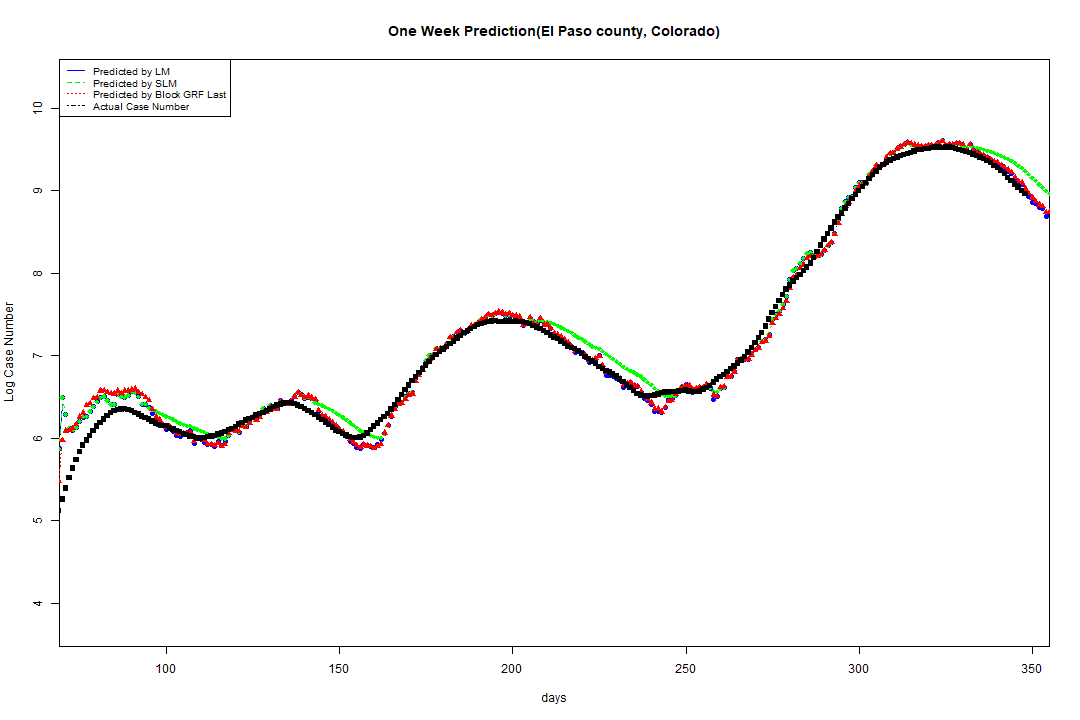 One Week Prediction(El Paso county, Colorado)
Predicted by LM
Predicted by SLM
Predicted by Block GRF Last
Actual Case Number
10
9
8
7
6
5
4
Log Case Number
100 150 200 250 300 350
days